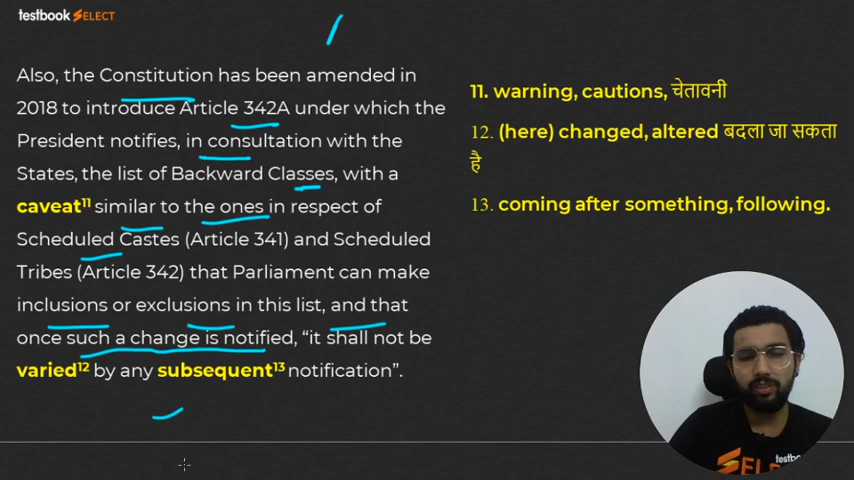 testbook SELECT
Also, the Constitution has been amended in
2018 to introduce Article 342A under which the
President notifies, in consultation with the
States, the list of Backward Classes, with a
caveat¹¹ similar to the ones in respect of
Scheduled Castes (Article 341) and Scheduled
Tribes (Article 342) that Parliament can make
inclusions or exclusions in this list, and that
once such a change is notified, “it shall not be
varied¹² by any subsequent¹³ notification”.
11. warning, cautions, चेतावनी
12. (here) changed, altered बदला जा सकता
है
13. coming after something, following.
testbook
SELECT